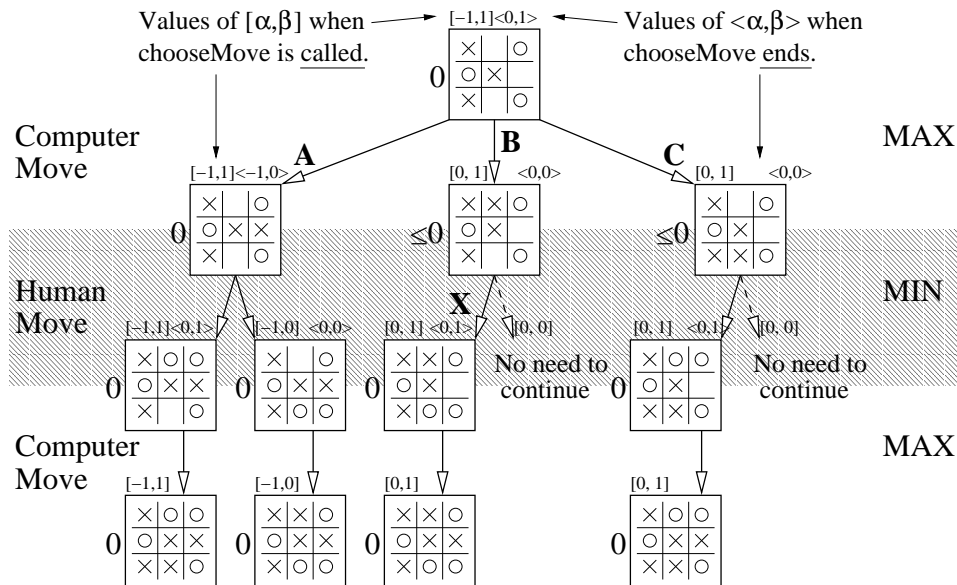 Values of [α,β] when
chooseMove is called.
[-1,1]<0,1>
Values of <α,β> when
chooseMove ends.
× ○
0 ○ ×
× ○
Computer
Move
A
B
C
MAX
[-1,1]<-1,0>
[0, 1] <0,0>
[0, 1] <0,0>
× ○
0 ○ × ×
× ○
× × ○
≤0 ○ ×
× ○
× ○
≤0 ○ ×
× × ○
Human
Move
X
MIN
[-1,1]<0,1>
[-1,0] <0,0>
[0, 1] <0,1>
[0, 0]
[0, 1] <0,1>
[0, 0]
No need to
continue
No need to
continue
× ○ ○
0 ○ × ×
× ○
× ○
0 ○ × ×
× ○ ○
× × ○
0 ○ ×
× ○ ○
× ○ ○
0 ○ ×
× × ○
Computer
Move
MAX
[-1,1]
[-1,0]
[0,1]
[0, 1]
× ○ ○
0 ○ × ×
× × ○
× × ○
0 ○ × ×
× ○ ○
× × ○
0 ○ × ×
× ○ ○
× ○ ○
0 ○ × ×
× × ○